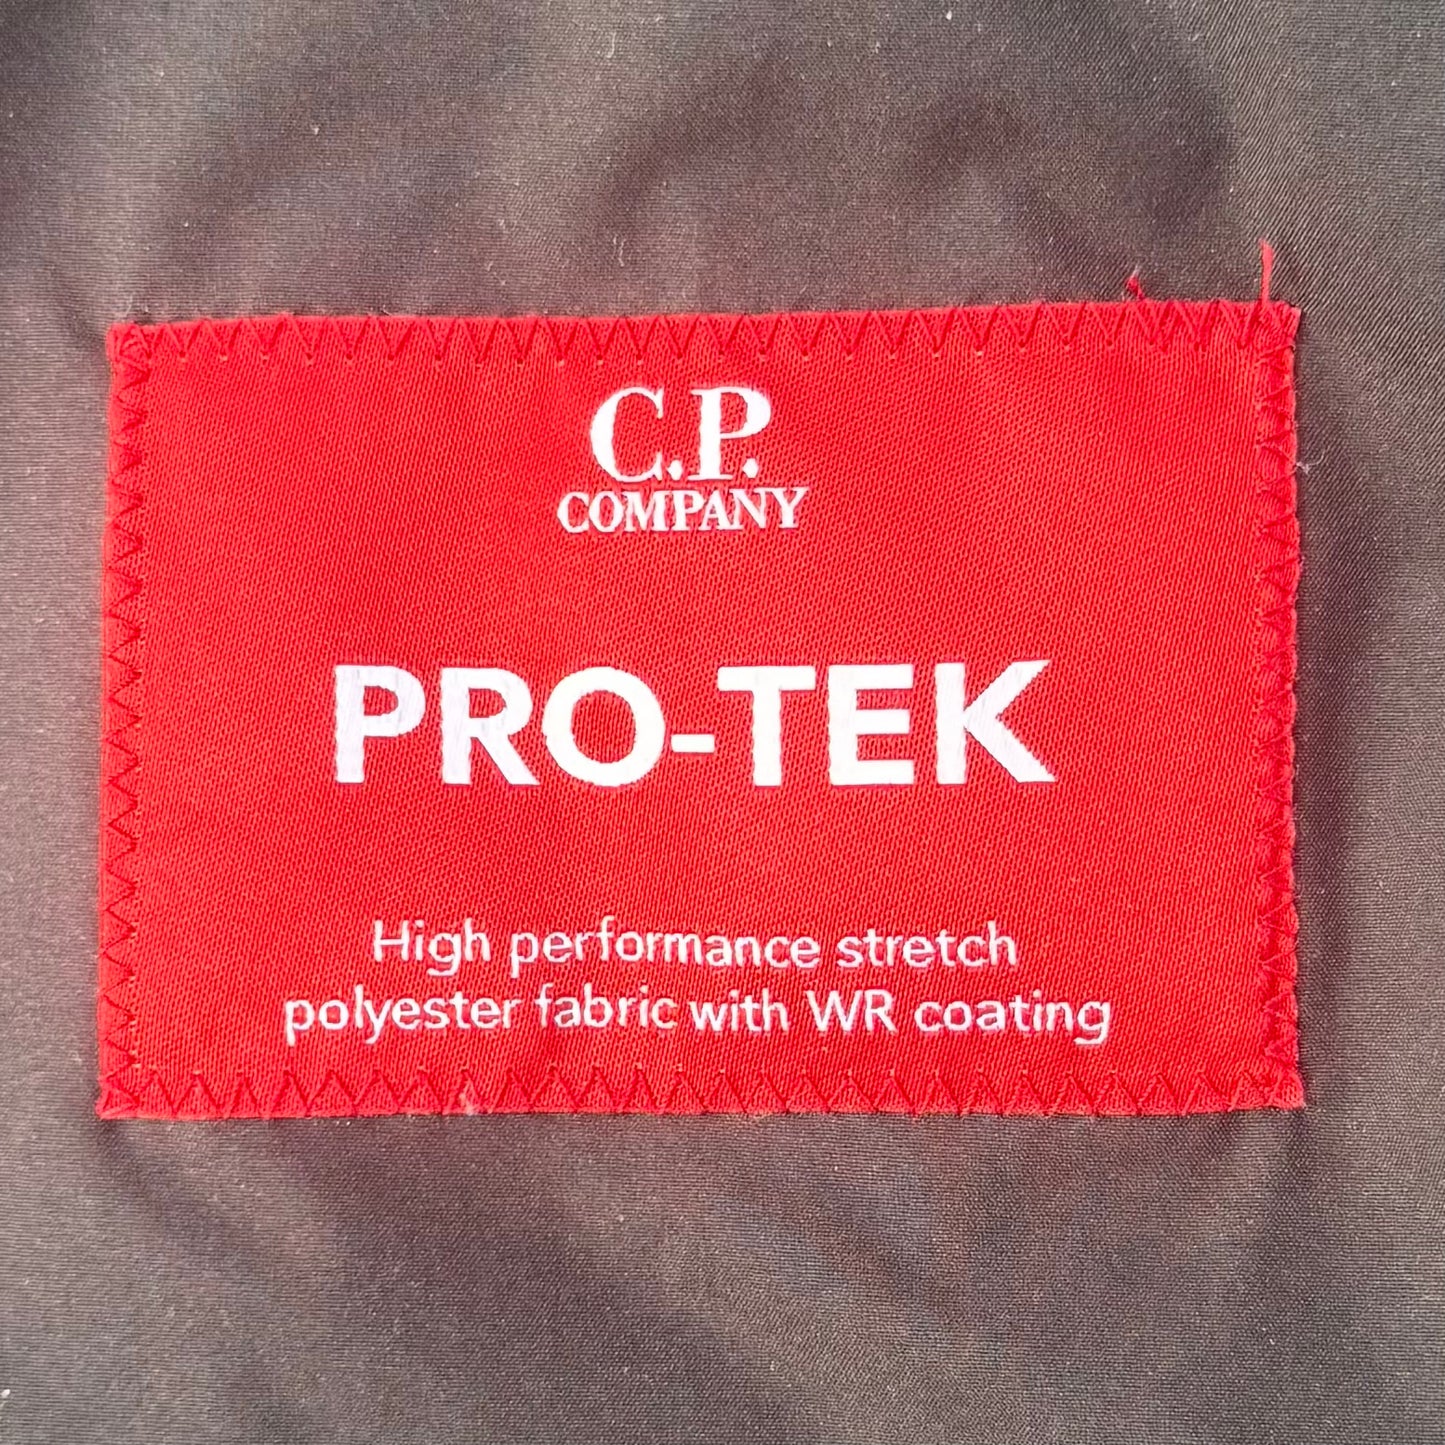 C.P.
COMPANY
PRO-TEK
High performance stretch
polyester fabric with WR coating